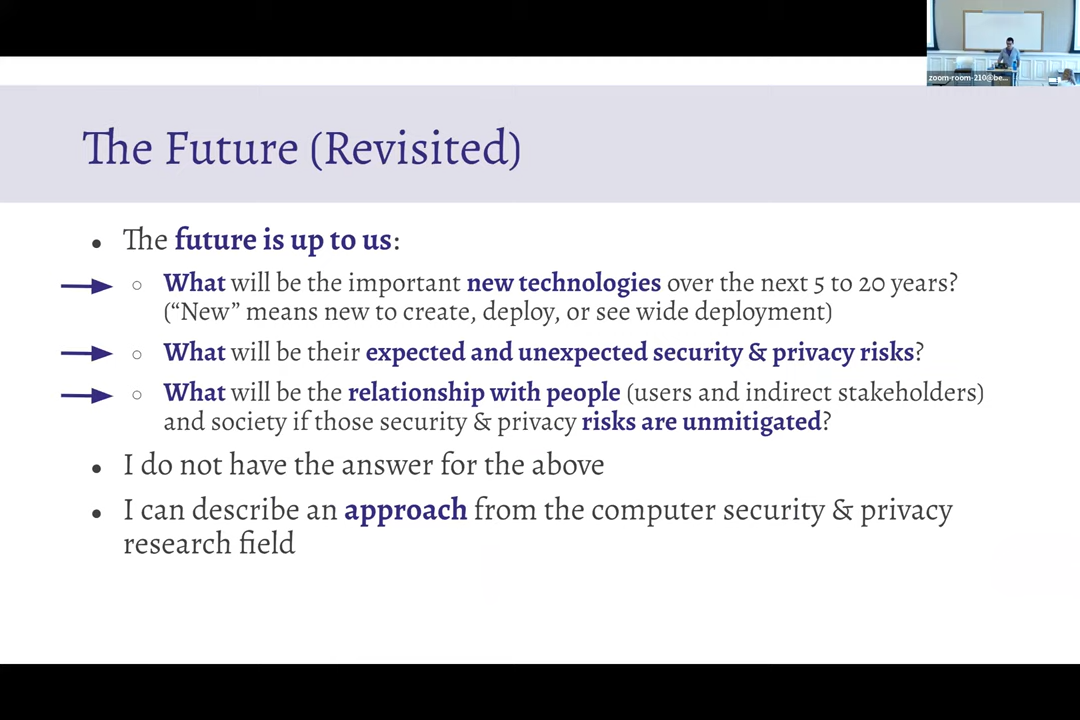 zoom-room-210@be...
The Future (Revisited)
• The future is up to us:
○ What will be the important new technologies over the next 5 to 20 years?
(“New” means new to create, deploy, or see wide deployment)
○ What will be their expected and unexpected security & privacy risks?
○ What will be the relationship with people (users and indirect stakeholders)
and society if those security & privacy risks are unmitigated?
• I do not have the answer for the above
• I can describe an approach from the computer security & privacy
research field